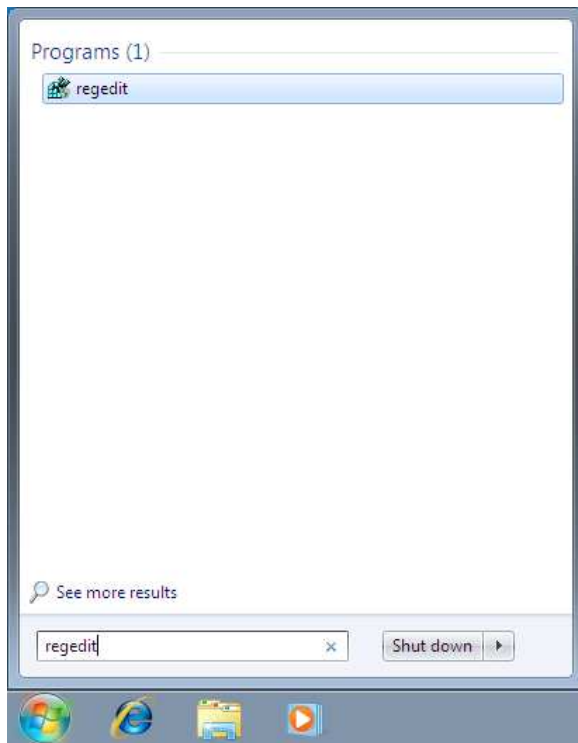 Programs (1)
regedit
See more results
regedit
Shut down